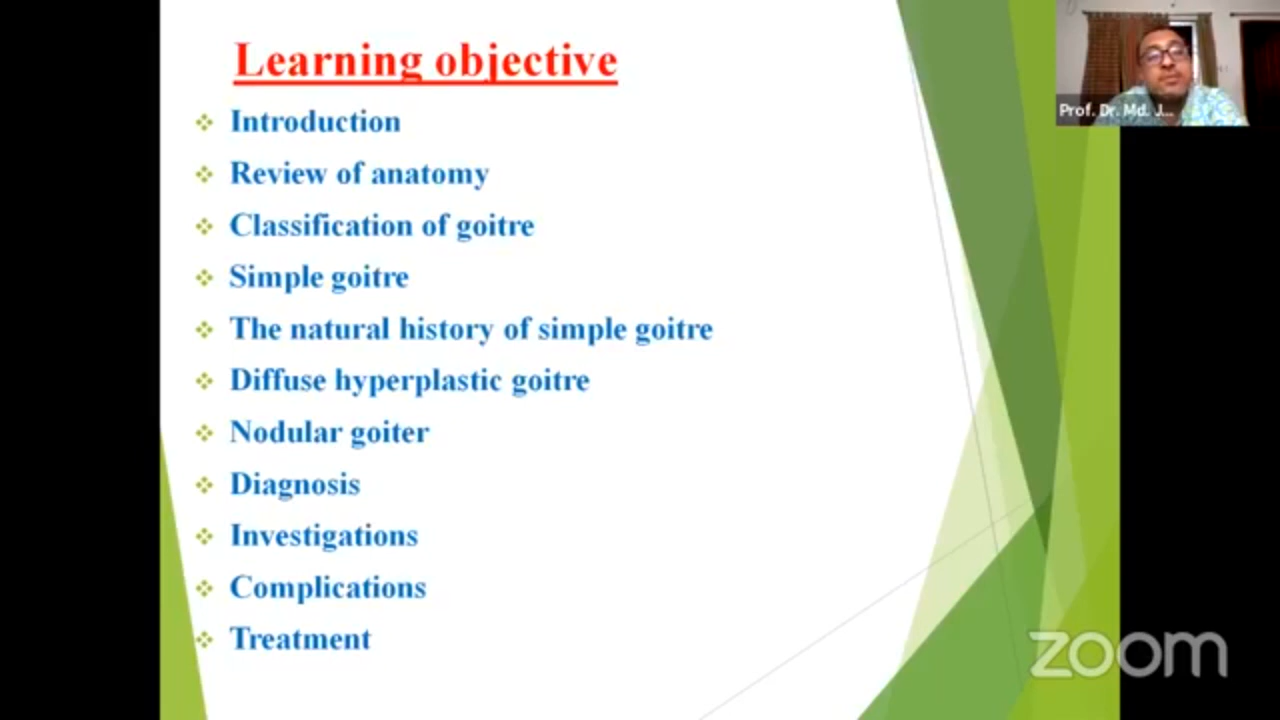 Learning objective
Introduction
Review of anatomy
Classification of goitre
Simple goitre
The natural history of simple goitre
Diffuse hyperplastic goitre
Nodular goiter
Diagnosis
Investigations
Complications
Treatment
Prof. Dr. Md. J...
zoom